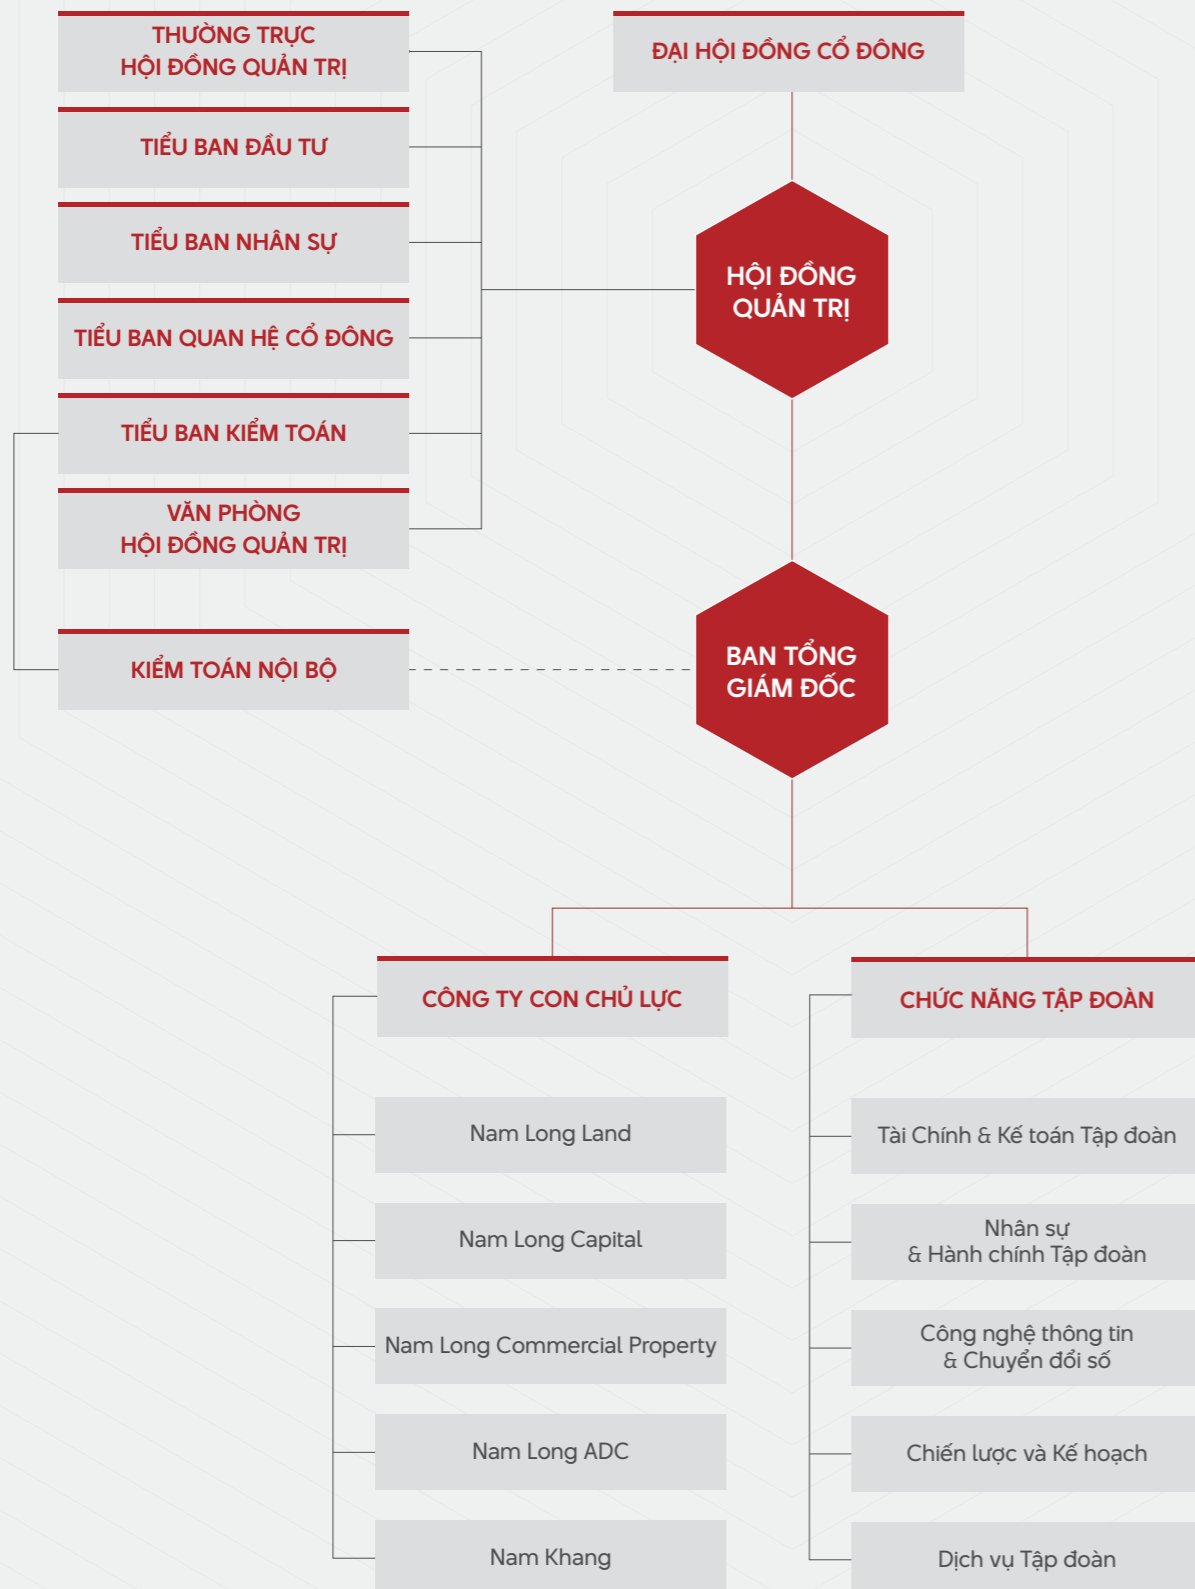 THƯỜNG TRỰC
HỘI ĐỒNG QUẢN TRỊ
ĐẠI HỘI ĐỒNG CỔ ĐÔNG
TIỂU BAN ĐẦU TƯ
TIỂU BAN NHÂN SỰ
TIỂU BAN QUAN HỆ CỔ ĐÔNG
TIỂU BAN KIỂM TOÁN
VĂN PHÒNG
HỘI ĐỒNG QUẢN TRỊ
KIỂM TOÁN NỘI BỘ
HỘI ĐỒNG
QUẢN TRỊ
BAN TỔNG
GIÁM ĐỐC
CÔNG TY CON CHỦ LỰC
Nam Long Land
Nam Long Capital
Nam Long Commercial Property
Nam Long ADC
Nam Khang
CHỨC NĂNG TẬP ĐOÀN
Tài Chính & Kế toán Tập đoàn
Nhân sự
& Hành chính Tập đoàn
Công nghệ thông tin
& Chuyển đổi số
Chiến lược và Kế hoạch
Dịch vụ Tập đoàn